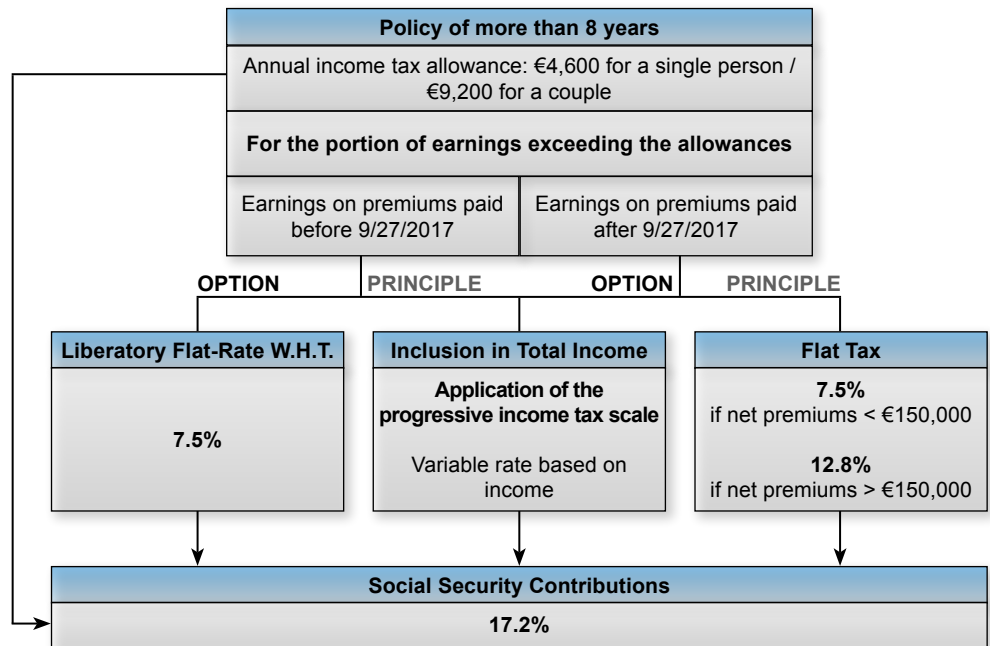 Policy of more than 8 years
Annual income tax allowance: €4,600 for a single person /
€9,200 for a couple
For the portion of earnings exceeding the allowances
Earnings on premiums paid
before 9/27/2017
Earnings on premiums paid
after 9/27/2017
OPTION
PRINCIPLE
OPTION
PRINCIPLE
Liberatory Flat-Rate W.H.T.
7.5%
Inclusion in Total Income
Application of the
progressive income tax scale
Variable rate based on
income
Flat Tax
7.5%
if net premiums < €150,000
12.8%
if net premiums > €150,000
Social Security Contributions
17.2%